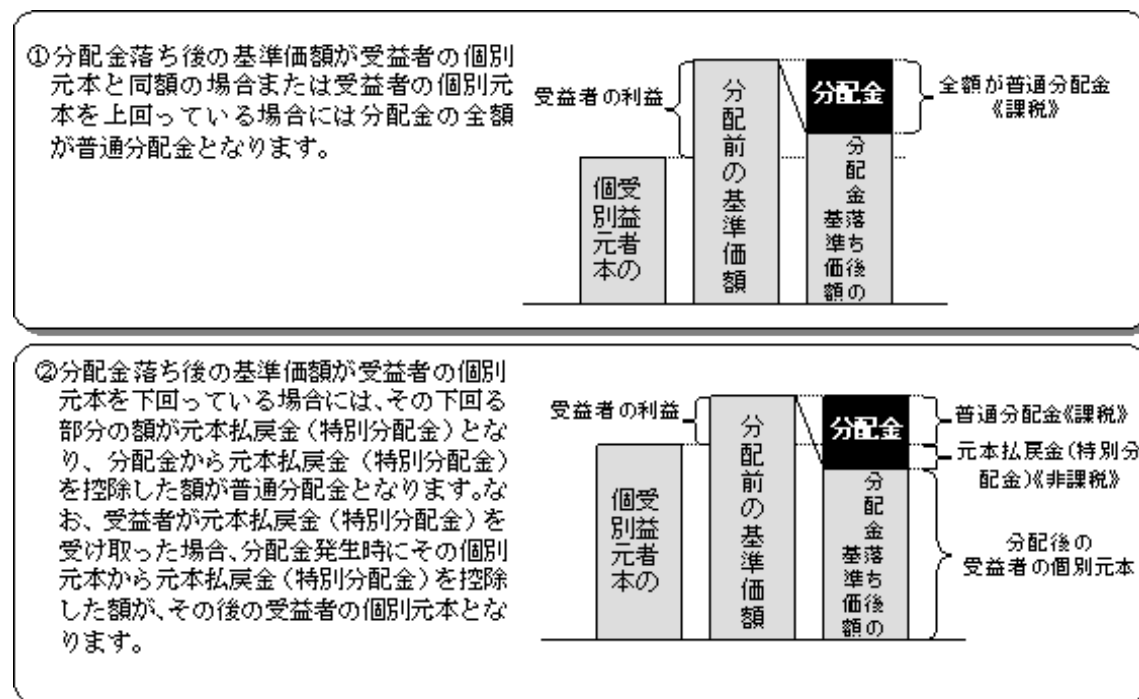 ①分配金落ち後の基準価額が受益者の個別
元本と同額の場合または受益者の個別元
本を上回っている場合には分配金の全額
が普通分配金となります。
受益者の利益
受益者の
個別元本
分配前の基準価額
分配金
分配金落ち後の
基準価額
全額が普通分配金
《課税》
②分配金落ち後の基準価額が受益者の個別
元本を下回っている場合には、その下回る
部分の額が元本払戻金(特別分配金)とな
り、分配金から元本払戻金(特別分配金)
を控除した額が普通分配金となります。な
お、受益者が元本払戻金(特別分配金)を
受け取った場合、分配金発生時にその個別
元本から元本払戻金(特別分配金)を控除
した額が、その後の受益者の個別元本とな
ります。
受益者の利益
受益者の
個別元本
分配前の基準価額
分配金
分配金落ち後の
基準価額
普通分配金《課税》
元本払戻金(特別分
配金)《非課税》
分配後の
受益者の個別元本